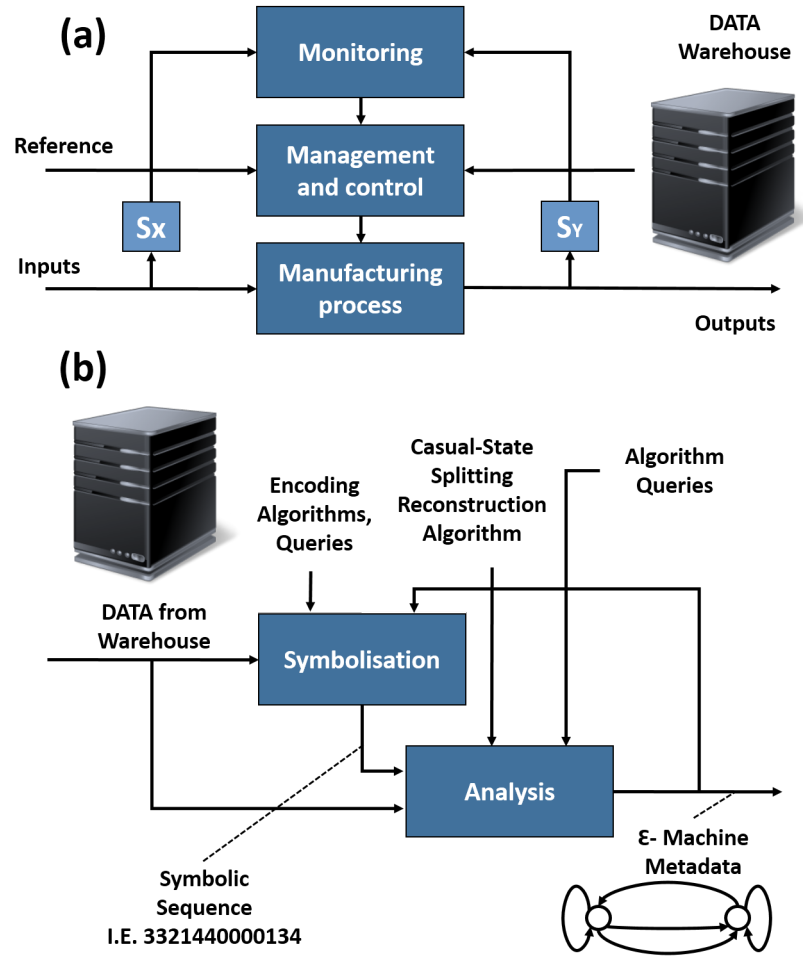 (a)
Monitoring
DATA
Warehouse
Reference
Management
and control
Sx
SY
Inputs
Manufacturing
process
Outputs
(b)
Encoding
Algorithms,
Queries
Casual-State
Splitting
Reconstruction
Algorithm
Algorithm
Queries
DATA from
Warehouse
Symbolisation
Analysis
Symbolic
Sequence
I.E. 3321440000134
Ɛ- Machine
Metadata